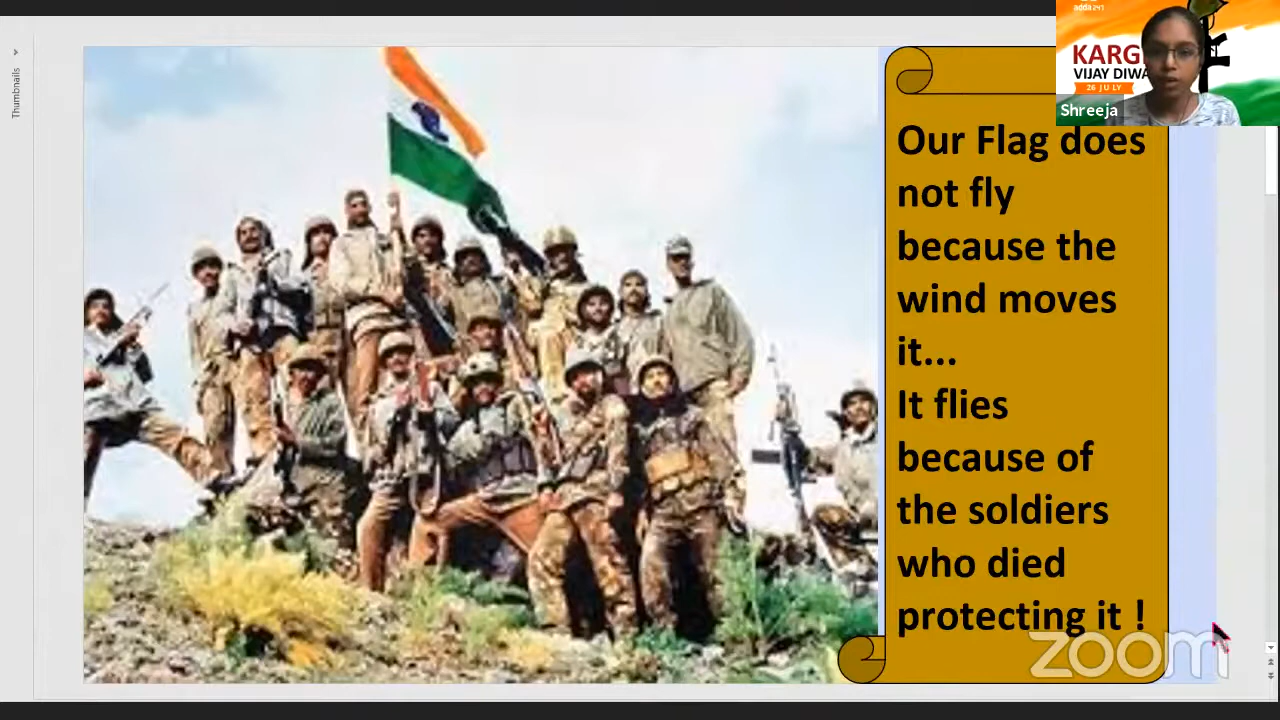 Thumbnails
adda247
KARG
VIJAY DIWA
26 JULY
Shreeja
Our Flag does
not fly
because the
wind moves
it...
It flies
because of
the soldiers
who died
protecting it !
zoom